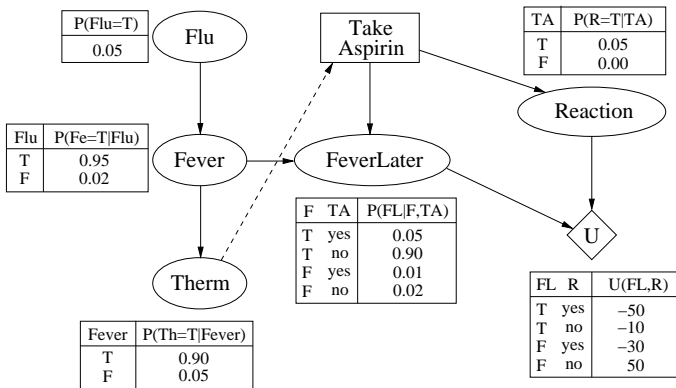 P(Flu=T)
0.05
Flu
Take
Aspirin
TA P(R=T|TA)
T 0.05
F 0.00
Reaction
Flu P(Fe=T|Flu)
T 0.95
F 0.02
Fever
FeverLater
F TA P(FL|F,TA)
T yes 0.05
T no 0.90
F yes 0.01
F no 0.02
U
Therm
FL R U(FL,R)
T yes −50
T no −10
F yes −30
F no 50
Fever P(Th=T|Fever)
T 0.90
F 0.05